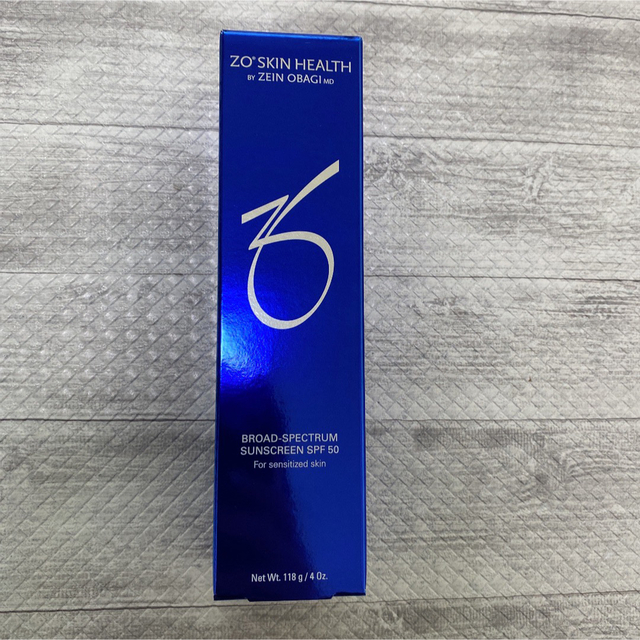 ZO® SKIN HEALTH
BY ZEIN OBAGI MD
ZO
BROAD-SPECTRUM
SUNSCREEN SPF 50
For sensitized skin
Net Wt. 118 g / 4 Oz.